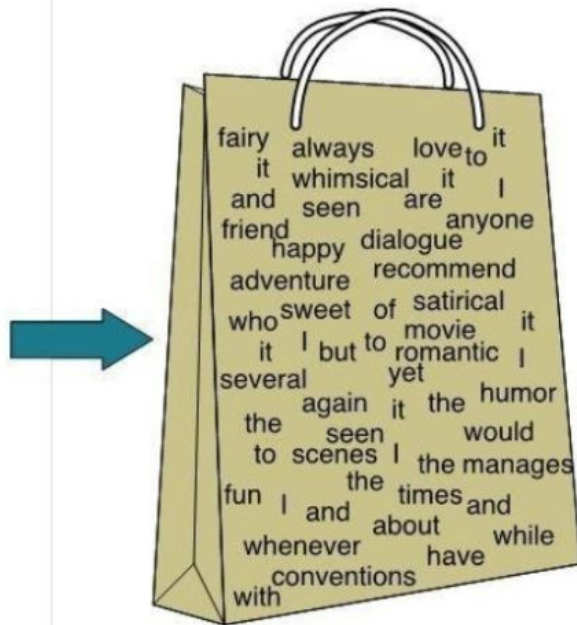 fairy always love to it
it whimsical it I
and seen are anyone
friend happy dialogue
adventure recommend
who sweet of satirical it
it I but to movie romantic I
several yet
again it the humor
the seen would
to scenes I the manages
fun I and the times and
about while
whenever have
conventions
with